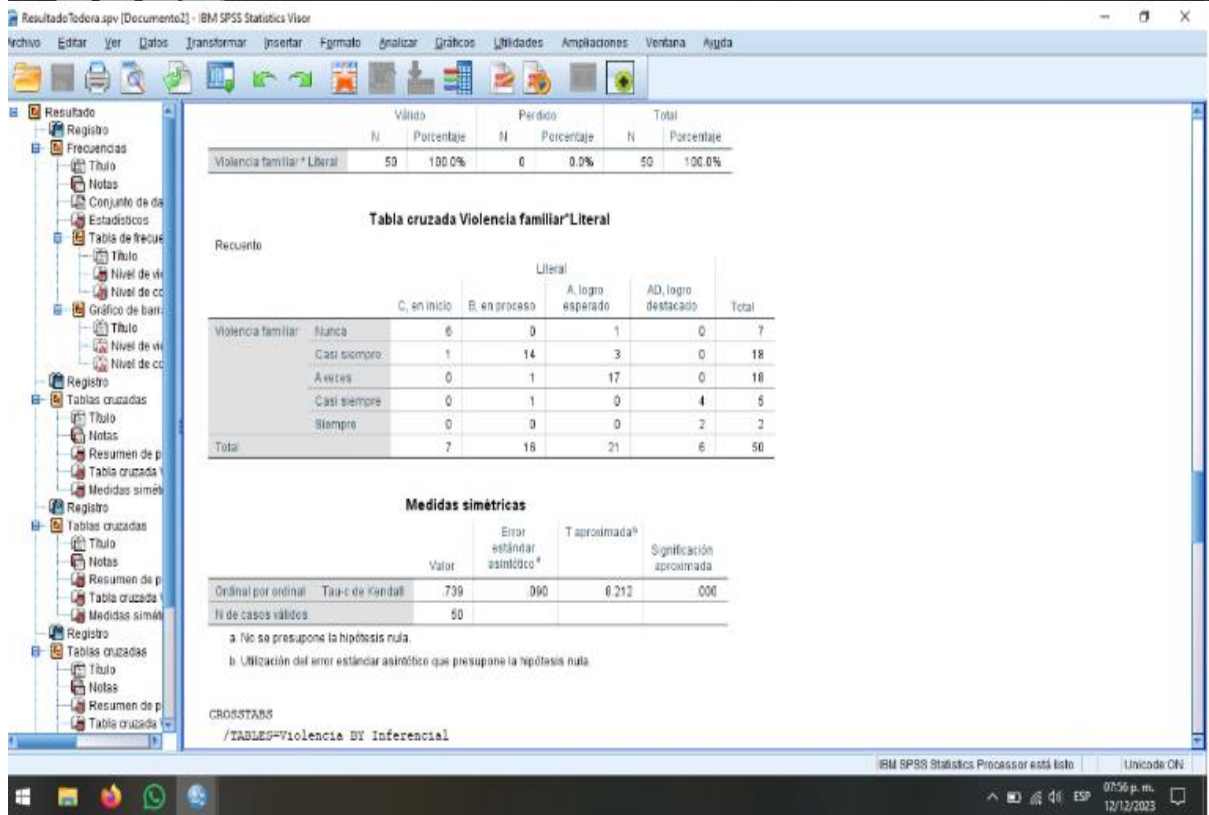 ResultadoTodora.spv [Documento2] - IBM SPSS Statistics Visor
Archivo Editar Ver Datos Transformar Insertar Formato Analizar Gráficos Utilidades Ampliaciones Ventana Ayuda
Resultado
Registro
Frecuencias
Título
Notas
Conjunto de da
Estadísticos
Tabla de frecue
Título
Nivel de vi
Nivel de co
Gráfico de barr
Título
Nivel de vi
Nivel de co
Registro
Tablas cruzadas
Título
Notas
Resumen de p
Tabla cruzada V
Medidas simét
Registro
Tablas cruzadas
Título
Notas
Resumen de p
Tabla cruzada V
Medidas simét
Registro
Tablas cruzadas
Título
Notas
Resumen de p
Tabla cruzada V
Válido Perdido Total
N Porcentaje N Porcentaje N Porcentaje
Violencia familiar * Literal 50 100.0% 0 0.0% 50 100.0%
Tabla cruzada Violencia familiar*Literal
Recuento
Literal
C, en inicio B, en proceso A, logro esperado AD, logro destacado Total
Violencia familiar Nunca 6 0 1 0 7
Casi siempre 1 14 3 0 18
A veces 0 1 17 0 18
Casi siempre 0 1 0 4 5
Siempre 0 0 0 2 2
Total 7 16 21 6 50
Medidas simétricas
Valor Error estándar asintótico a T aproximada b Significación aproximada
Ordinal por ordinal Tau-c de Kendall .739 .090 8.212 .000
N de casos válidos 50
a. No se presupone la hipótesis nula.
b. Utilización del error estándar asintótico que presupone la hipótesis nula.
CROSSTABS
/TABLES=Violencia BY Inferencial
IBM SPSS Statistics Processor está listo Unicode:ON
ESP 07:56 p. m.
12/12/2023